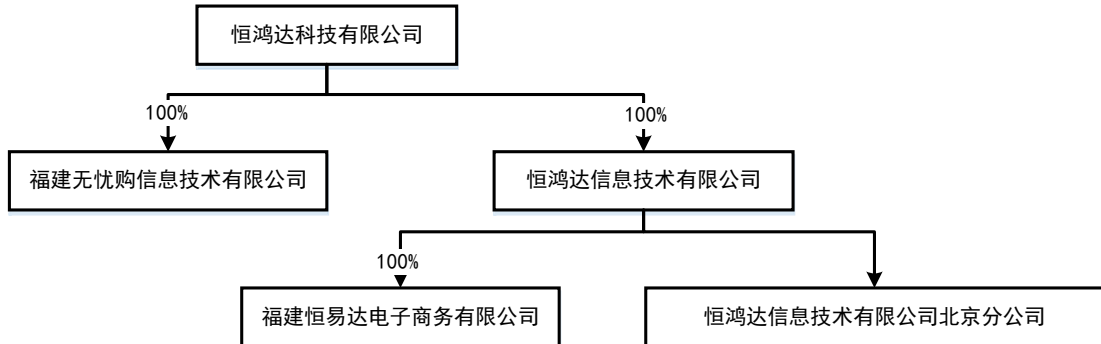 恒鸿达科技有限公司
100%
100%
福建无忧购信息技术有限公司
恒鸿达信息技术有限公司
100%
福建恒易达电子商务有限公司
恒鸿达信息技术有限公司北京分公司